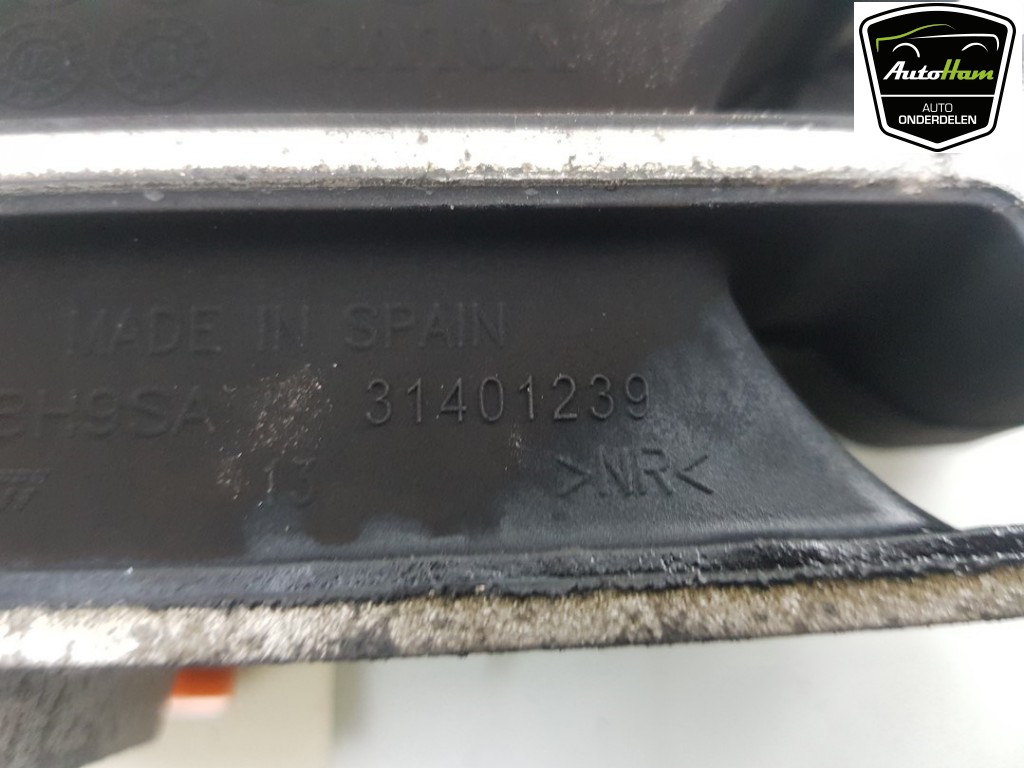 AutoHam
AUTO
ONDERDELEN
MADE IN SPAIN
31401239
13
>NR<